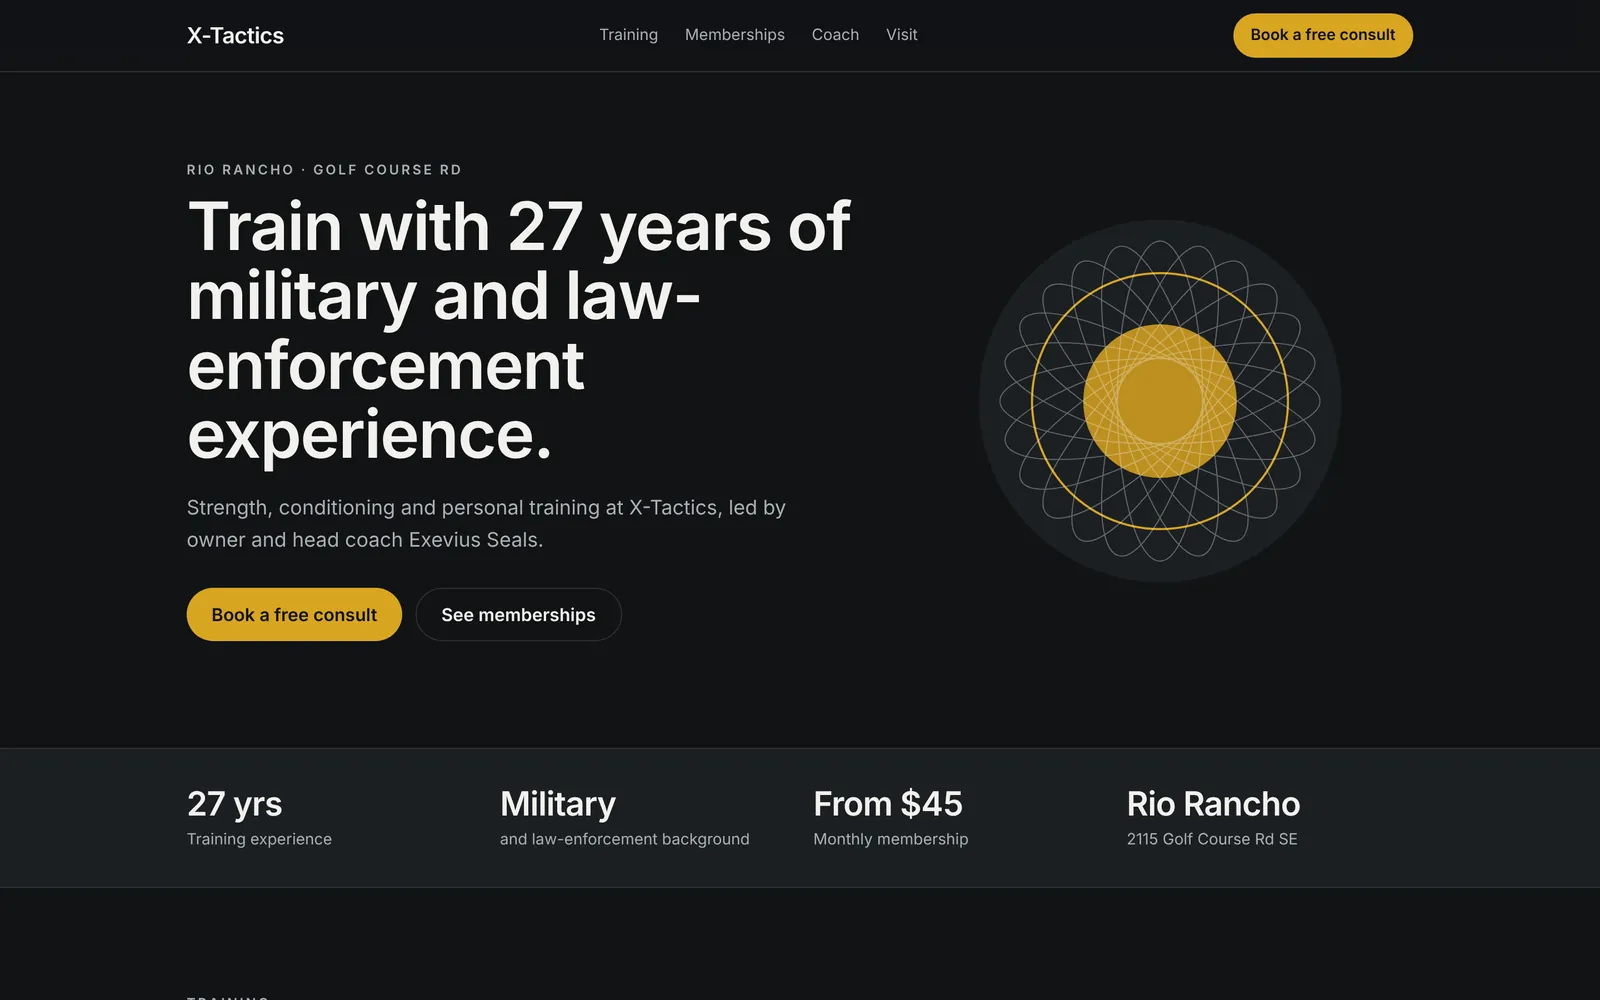 X-Tactics
Training
Memberships
Coach
Visit
Book a free consult
RIO RANCHO · GOLF COURSE RD
Train with 27 years of
military and law-
enforcement
experience.
Strength, conditioning and personal training at X-Tactics, led by
owner and head coach Exevius Seals.
Book a free consult
See memberships
27 yrs
Training experience
Military
and law-enforcement background
From $45
Monthly membership
Rio Rancho
2115 Golf Course Rd SE